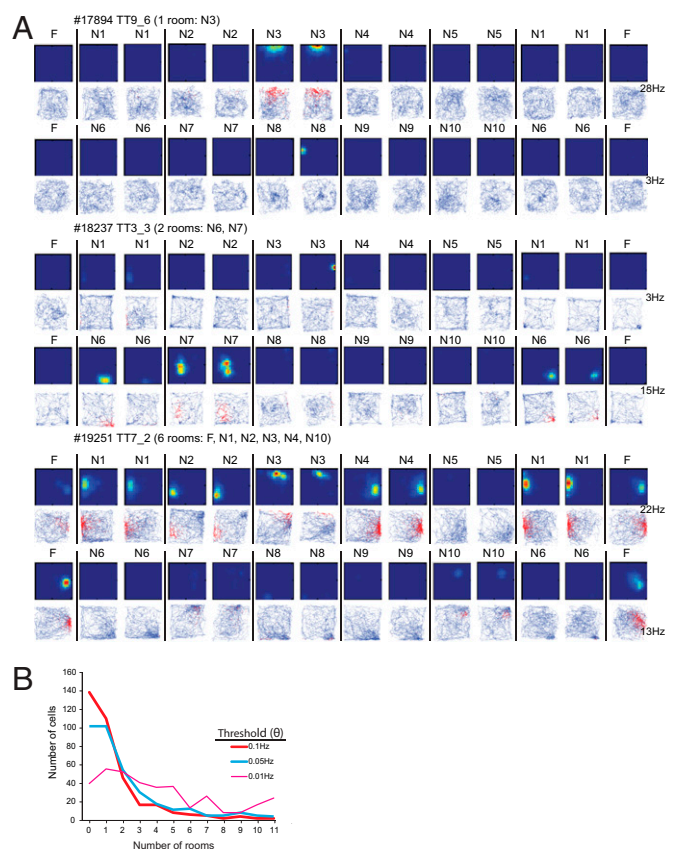 A
#17894 TT9_6 (1 room: N3)
F N1 N1 N2 N2 N3 N3 N4 N4 N5 N5 N1 N1 F
28Hz
F N6 N6 N7 N7 N8 N8 N9 N9 N10 N10 N6 N6 F
3Hz
#18237 TT3_3 (2 rooms: N6, N7)
F N1 N1 N2 N2 N3 N3 N4 N4 N5 N5 N1 N1 F
3Hz
F N6 N6 N7 N7 N8 N8 N9 N9 N10 N10 N6 N6 F
15Hz
#19251 TT7_2 (6 rooms: F, N1, N2, N3, N4, N10)
F N1 N1 N2 N2 N3 N3 N4 N4 N5 N5 N1 N1 F
22Hz
F N6 N6 N7 N7 N8 N8 N9 N9 N10 N10 N6 N6 F
13Hz
B
Number of cells
160
140
120
100
80
60
40
20
0
Threshold (θ)
0.1Hz
0.05Hz
0.01Hz
0 1 2 3 4 5 6 7 8 9 10 11
Number of rooms